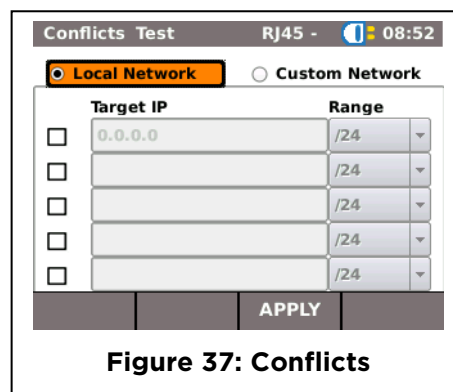 Conflicts Test RJ45 - 08:52
Local Network Custom Network
Target IP Range
0.0.0.0 /24
/24
/24
/24
/24
APPLY
Figure 37: Conflicts